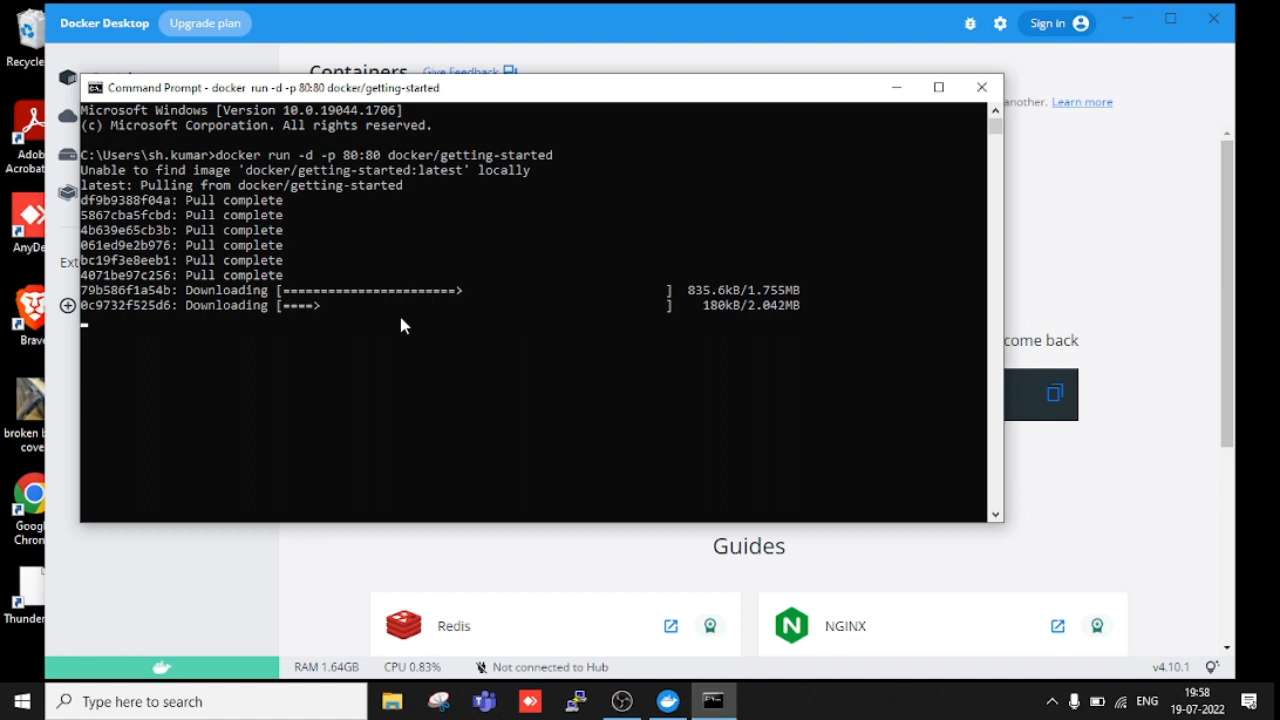 Docker Desktop
Upgrade plan
Sign in
Recycle
Containers
Give Feedback
Command Prompt - docker run -d -p 80:80 docker/getting-started
another. Learn more
Microsoft Windows [Version 10.0.19044.1706]
(c) Microsoft Corporation. All rights reserved.
C:\Users\sh.kumar>docker run -d -p 80:80 docker/getting-started
Unable to find image 'docker/getting-started:latest' locally
latest: Pulling from docker/getting-started
df9b9388f04a: Pull complete
5867cba5fcbd: Pull complete
4b639e65cb3b: Pull complete
061ed9e2b976: Pull complete
bc19f3e8eeb1: Pull complete
4071be97c256: Pull complete
79b586f1a54b: Downloading [=======================> ] 835.6kB/1.755MB
0c9732f525d6: Downloading [====> ] 180kB/2.042MB
Adob
Acrobat
AnyDe
Ext
Brave
come back
broken b
cove
Googl
Chron
Thunder
Guides
Redis
NGINX
RAM 1.64GB
CPU 0.83%
Not connected to Hub
v4.10.1
Type here to search
ENG
19:58
19-07-2022